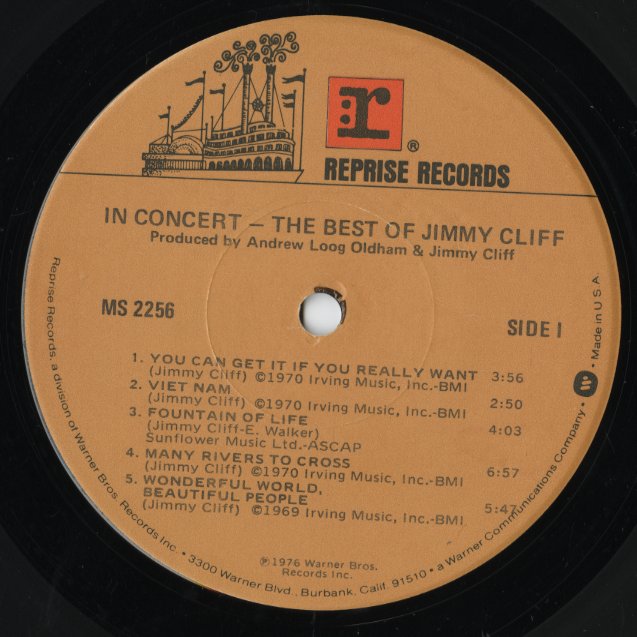 r ®
REPRISE RECORDS
IN CONCERT — THE BEST OF JIMMY CLIFF
Produced by Andrew Loog Oldham & Jimmy Cliff
MS 2256
SIDE I
1. YOU CAN GET IT IF YOU REALLY WANT 3:56
(Jimmy Cliff) ©1970 Irving Music, Inc.-BMI
2. VIET NAM 2:50
(Jimmy Cliff) ©1970 Irving Music, Inc.-BMI
3. FOUNTAIN OF LIFE 4:03
(Jimmy Cliff-E. Walker)
Sunflower Music Ltd.-ASCAP
4. MANY RIVERS TO CROSS 6:57
(Jimmy Cliff) ©1970 Irving Music, Inc.-BMI
5. WONDERFUL WORLD,
BEAUTIFUL PEOPLE 5:47
(Jimmy Cliff) ©1969 Irving Music, Inc.-BMI
℗1976 Warner Bros.
Records Inc.
Reprise Records, a division of Warner Bros. Records Inc. • 3300 Warner Blvd., Burbank, Calif. 91510 • a Warner Communications Company. • Made in U.S.A.